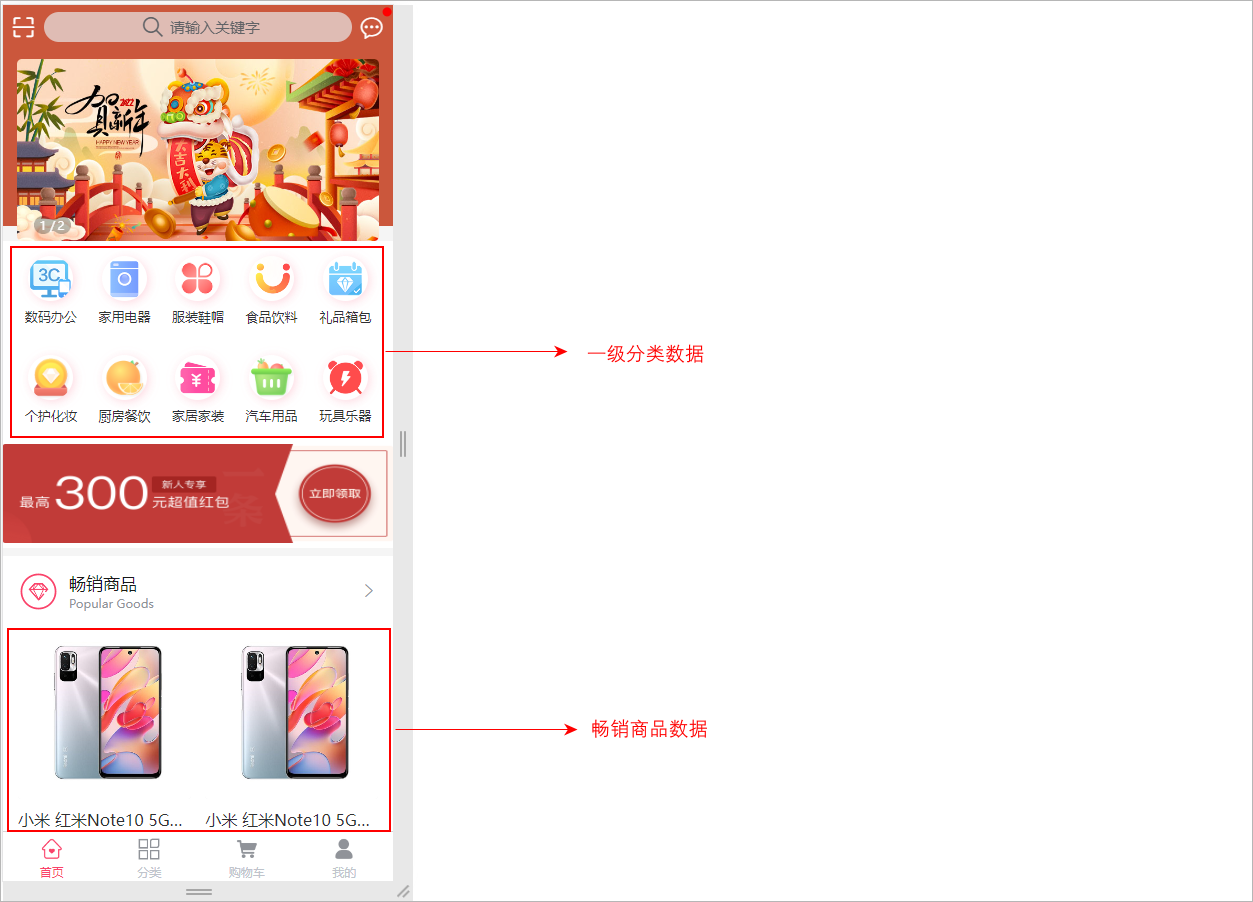 请输入关键字
贺新年
2022
HAPPY NEW YEAR
大吉大利
1/2
3C
数码办公 家用电器 服装鞋帽 食品饮料 礼品箱包
一级分类数据
个护化妆 厨房餐饮 家居家装 汽车用品 玩具乐器
一条
新人专享
最高300元超值红包
立即领取
畅销商品
Popular Goods
畅销商品数据
小米 红米Note10 5G... 小米 红米Note10 5G...
首页 分类 购物车 我的